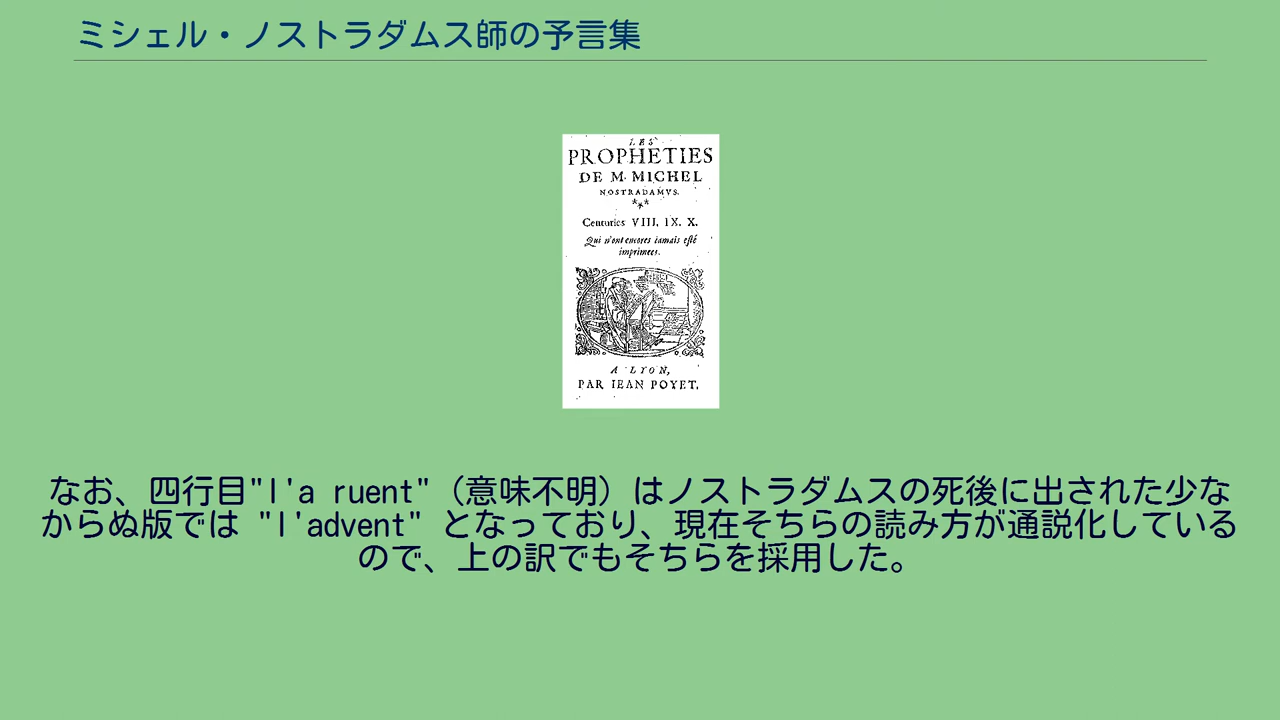 ミシェル・ノストラダムス師の予言集
LES
PROPHETIES
DE M. MICHEL
NOSTRADAMVS.
Centuries VIII. IX. X.
Qui n'ont encores iamais esté
imprimees.
A LYON,
PAR IEAN POYET.
なお、四行目"l'a ruent"（意味不明）はノストラダムスの死後に出された少な
からぬ版では "l'advent" となっており、現在そちらの読み方が通説化している
ので、上の訳でもそちらを採用した。